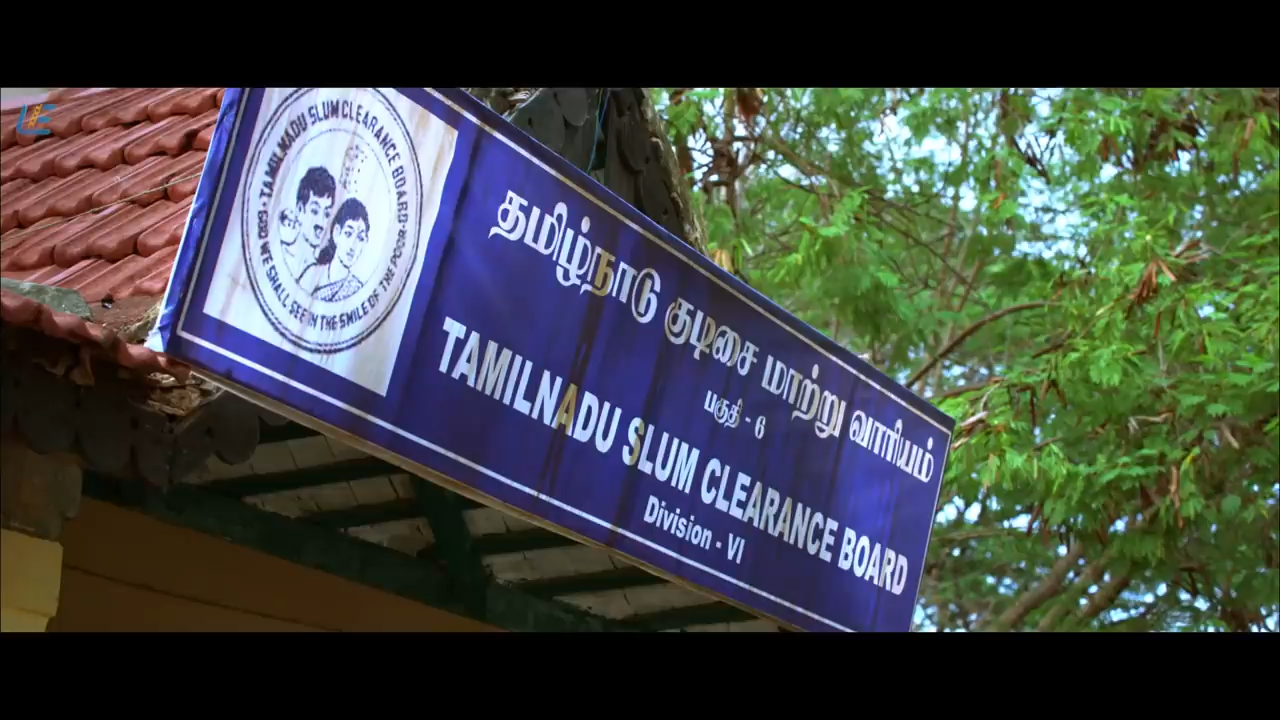 TAMILNADU SLUM CLEARANCE BOARD
WE SHALL SEE IN THE SMILE OF THE POOR
தமிழ்நாடு குடிசை மாற்று வாரியம்
பகுதி - 6
TAMILNADU SLUM CLEARANCE BOARD
Division - VI